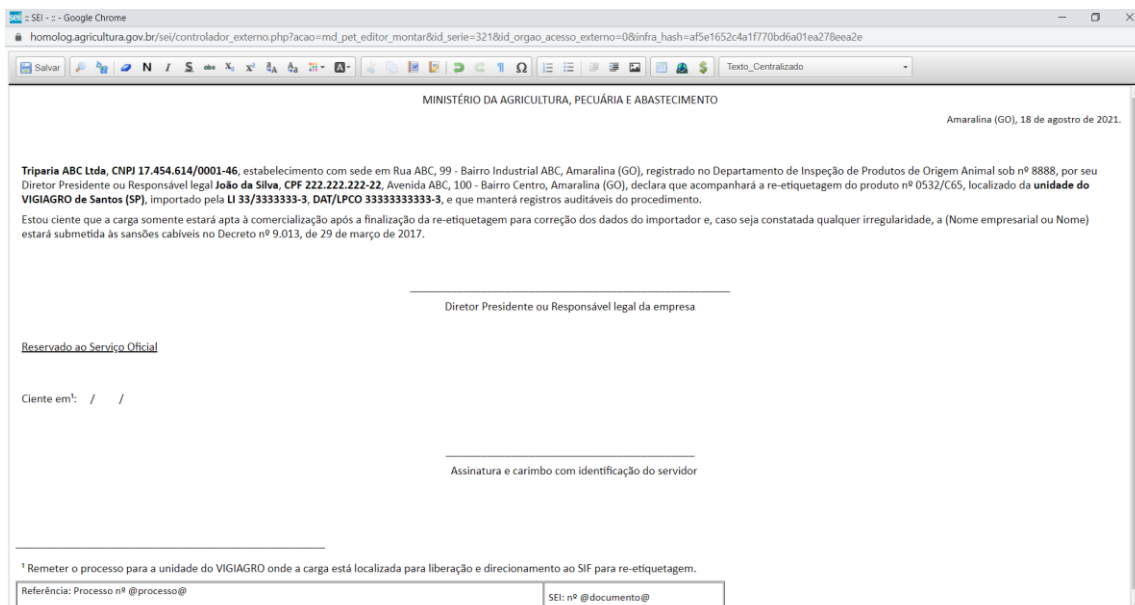 sei :: SEI - :: - Google Chrome
homolog.agricultura.gov.br/sei/controlador_externo.php?acao=md_pet_editor_montar&id_serie=321&id_orgao_acesso_externo=0&infra_hash=af5e1652c4a1f770bd6a01ea278eea2e
Salvar N I S abc X₂ x² A Ω $ Texto_Centralizado
MINISTÉRIO DA AGRICULTURA, PECUÁRIA E ABASTECIMENTO
Amaralina (GO), 18 de agostro de 2021.
Triparia ABC Ltda, CNPJ 17.454.614/0001-46, estabelecimento com sede em Rua ABC, 99 - Bairro Industrial ABC, Amaralina (GO), registrado no Departamento de Inspeção de Produtos de Origem Animal sob nº 8888, por seu
Diretor Presidente ou Responsável legal João da Silva, CPF 222.222.222-22, Avenida ABC, 100 - Bairro Centro, Amaralina (GO), declara que acompanhará a re-etiquetagem do produto nº 0532/C65, localizado da unidade do
VIGIAGRO de Santos (SP), importado pela LI 33/3333333-3, DAT/LPCO 33333333333-3, e que manterá registros auditáveis do procedimento.
Estou ciente que a carga somente estará apta à comercialização após a finalização da re-etiquetagem para correção dos dados do importador e, caso seja constatada qualquer irregularidade, a (Nome empresarial ou Nome)
estará submetida às sansões cabíveis no Decreto nº 9.013, de 29 de março de 2017.
Diretor Presidente ou Responsável legal da empresa
Reservado ao Serviço Oficial
Ciente em¹: / /
Assinatura e carimbo com identificação do servidor
¹ Remeter o processo para a unidade do VIGIAGRO onde a carga está localizada para liberação e direcionamento ao SIF para re-etiquetagem.
Referência: Processo nº @processo@
SEI: nº @documento@